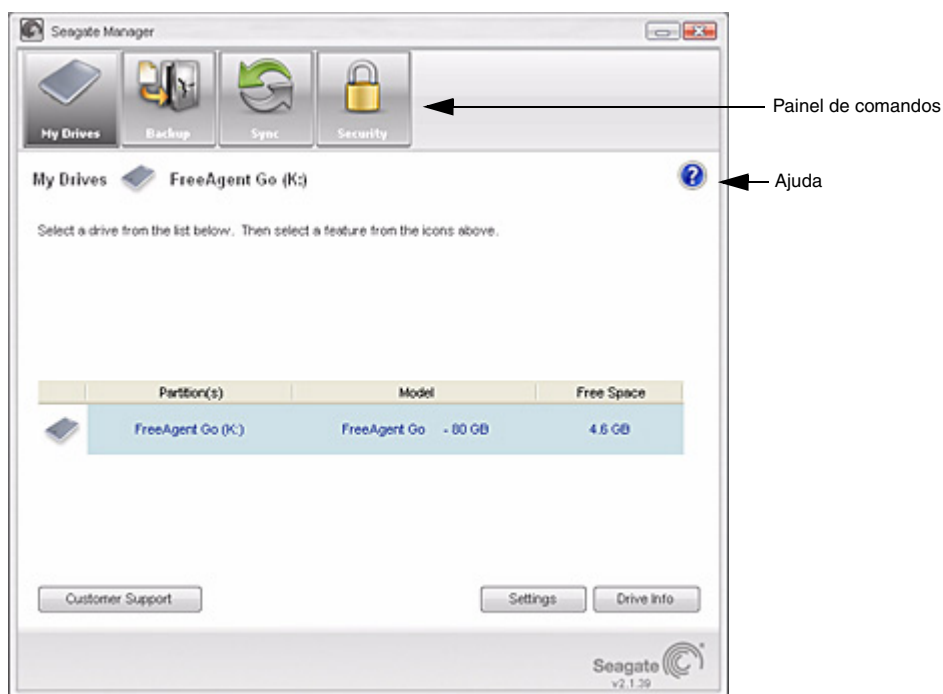 Seagate Manager
My Drives Backup Sync Security
Painel de comandos
My Drives FreeAgent Go (K:)
Ajuda
Select a drive from the list below. Then select a feature from the icons above.
Partition(s) Model Free Space
FreeAgent Go (K:) FreeAgent Go - 80 GB 4.6 GB
Customer Support Settings Drive Info
Seagate
v2.1.39